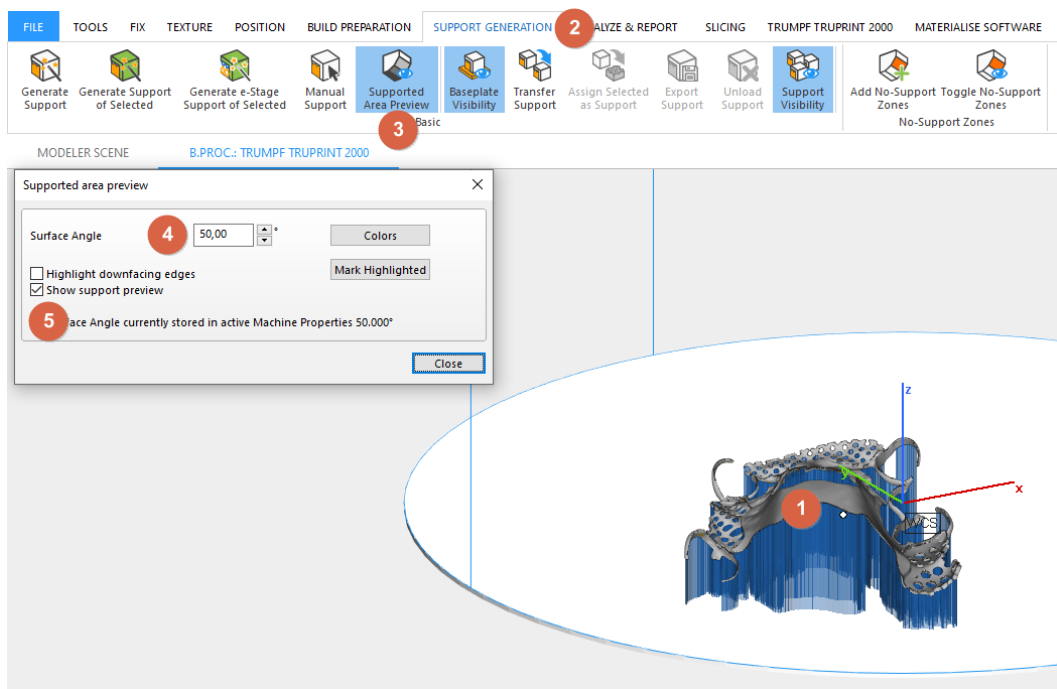 FILE TOOLS FIX TEXTURE POSITION BUILD PREPARATION SUPPORT GENERATION 2 ALYZE & REPORT SLICING TRUMPF TRUPRINT 2000 MATERIALISE SOFTWARE
Generate Support
Generate Support of Selected
Generate e-Stage Support of Selected
Manual Support
Supported Area Preview
Baseplate Visibility
Transfer Support
Assign Selected as Support
Export Support
Unload Support
Support Visibility
Add No-Support Zones
Toggle No-Support Zones
3
Basic
No-Support Zones
MODELER SCENE B.PROC.: TRUMPF TRUPRINT 2000
Supported area preview
Surface Angle 4 50,00 ° Colors
Highlight downfacing edges
Mark Highlighted
Show support preview
5 ace Angle currently stored in active Machine Properties 50.000°
Close
z
y
x
1
WCS